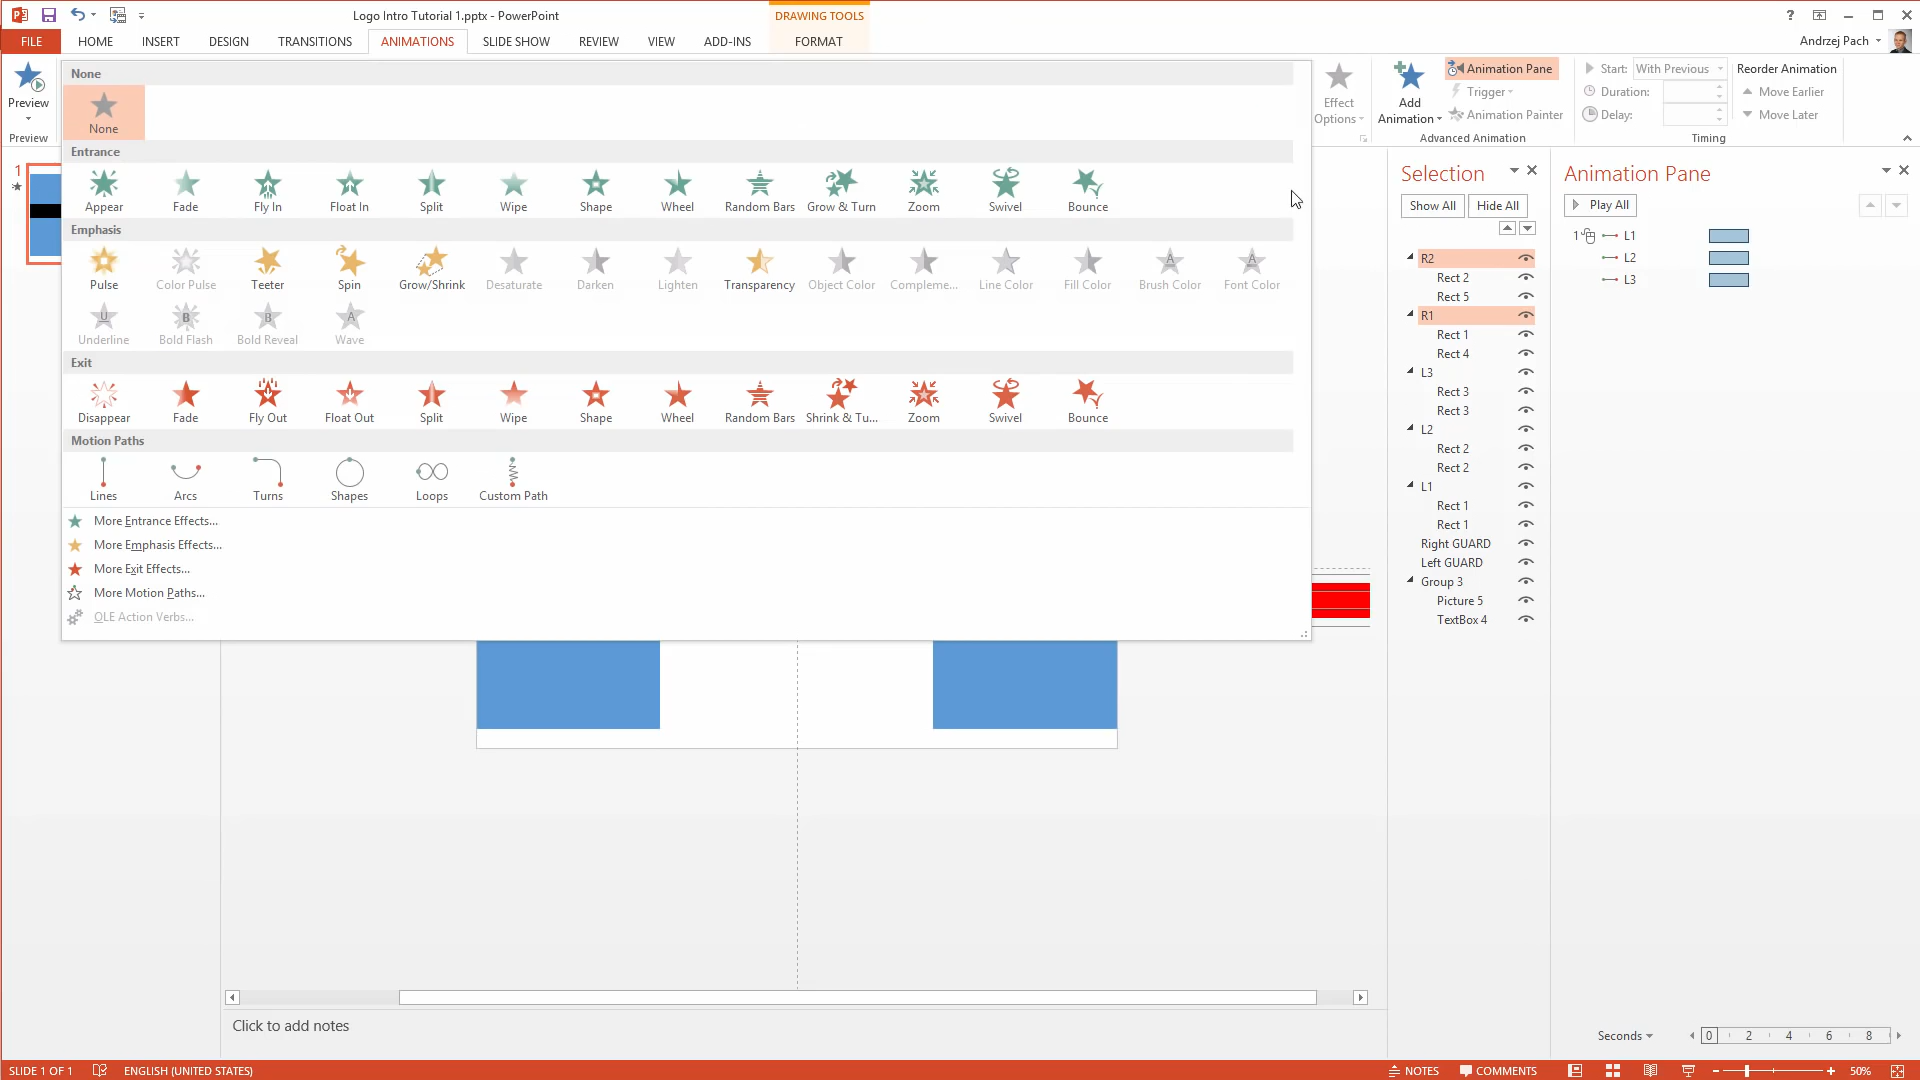 Logo Intro Tutorial 1.pptx - PowerPoint
DRAWING TOOLS
?
FILE
HOME
INSERT
DESIGN
TRANSITIONS
ANIMATIONS
SLIDE SHOW
REVIEW
VIEW
ADD-INS
FORMAT
Andrzej Pach
Preview
Preview
None
None
Entrance
Appear
Fade
Fly In
Float In
Split
Wipe
Shape
Wheel
Random Bars
Grow & Turn
Zoom
Swivel
Bounce
Emphasis
Pulse
Color Pulse
Teeter
Spin
Grow/Shrink
Desaturate
Darken
Lighten
Transparency
Object Color
Compleme...
Line Color
Fill Color
Brush Color
Font Color
Underline
Bold Flash
Bold Reveal
Wave
Exit
Disappear
Fade
Fly Out
Float Out
Split
Wipe
Shape
Wheel
Random Bars
Shrink & Tu...
Zoom
Swivel
Bounce
Motion Paths
Lines
Arcs
Turns
Shapes
Loops
Custom Path
More Entrance Effects...
More Emphasis Effects...
More Exit Effects...
More Motion Paths...
OLE Action Verbs...
Effect
Options
Add
Animation
Animation Pane
Trigger
Animation Painter
Advanced Animation
Start:
With Previous
Duration:
Delay:
Reorder Animation
Move Earlier
Move Later
Timing
1
Selection
Show All
Hide All
R2
Rect 2
Rect 5
R1
Rect 1
Rect 4
L3
Rect 3
Rect 3
L2
Rect 2
Rect 2
L1
Rect 1
Rect 1
Right GUARD
Left GUARD
Group 3
Picture 5
TextBox 4
Animation Pane
Play All
1
L1
L2
L3
Seconds
0
2
4
6
8
Click to add notes
SLIDE 1 OF 1
ENGLISH (UNITED STATES)
NOTES
COMMENTS
50%